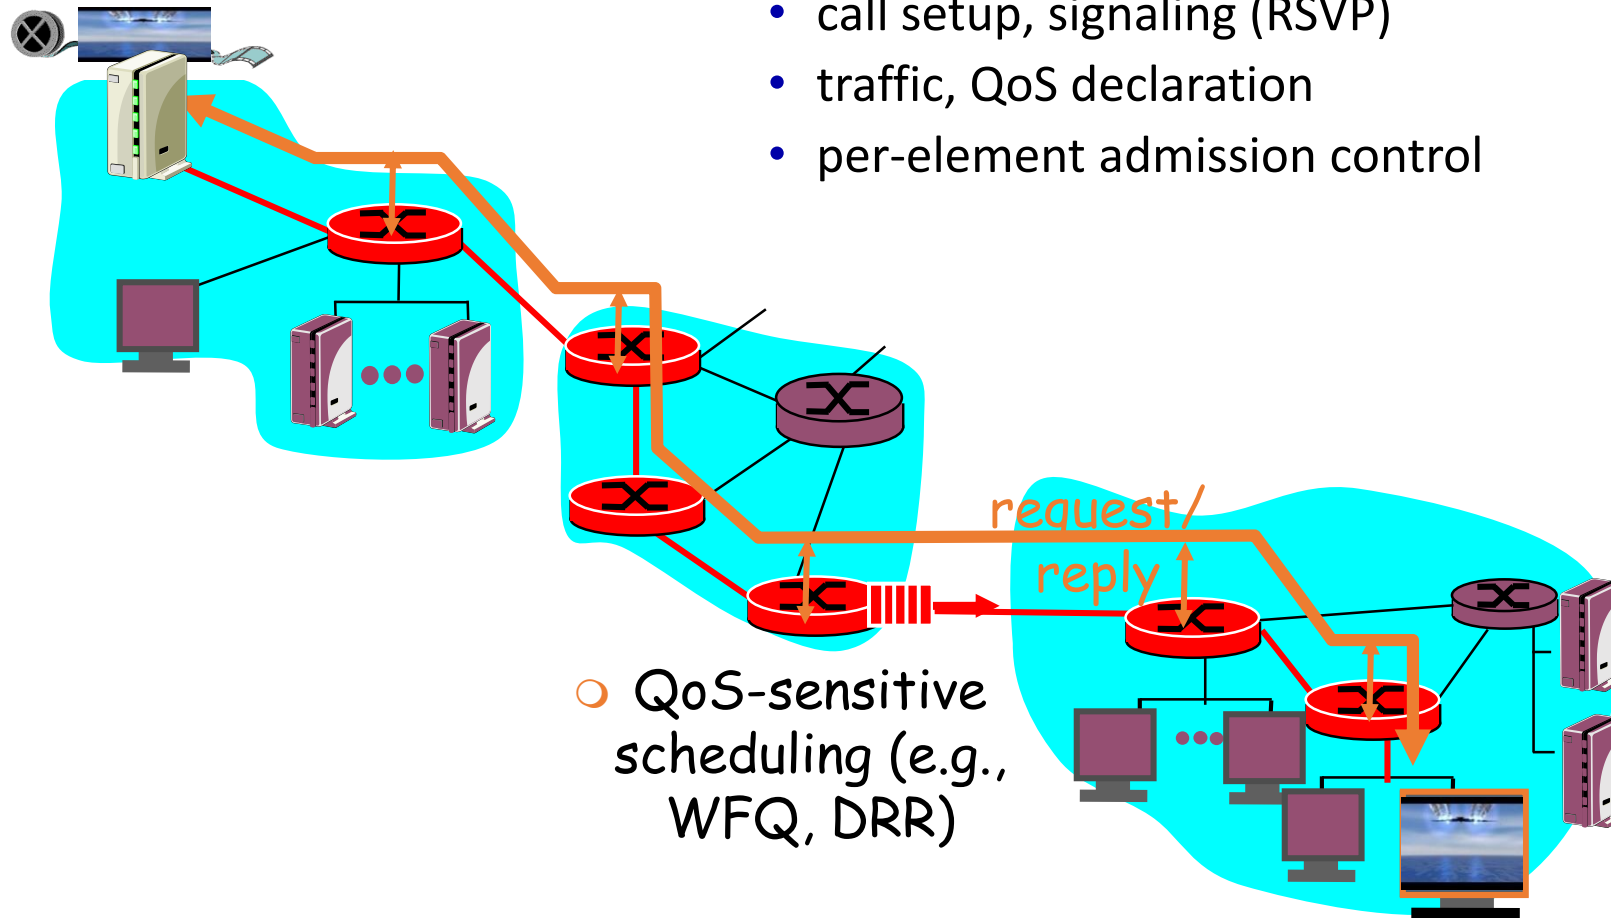 call setup, signaling (RSVP)
traffic, QoS declaration
per-element admission control
request/
reply
QoS-sensitive
scheduling (e.g.,
WFQ, DRR)